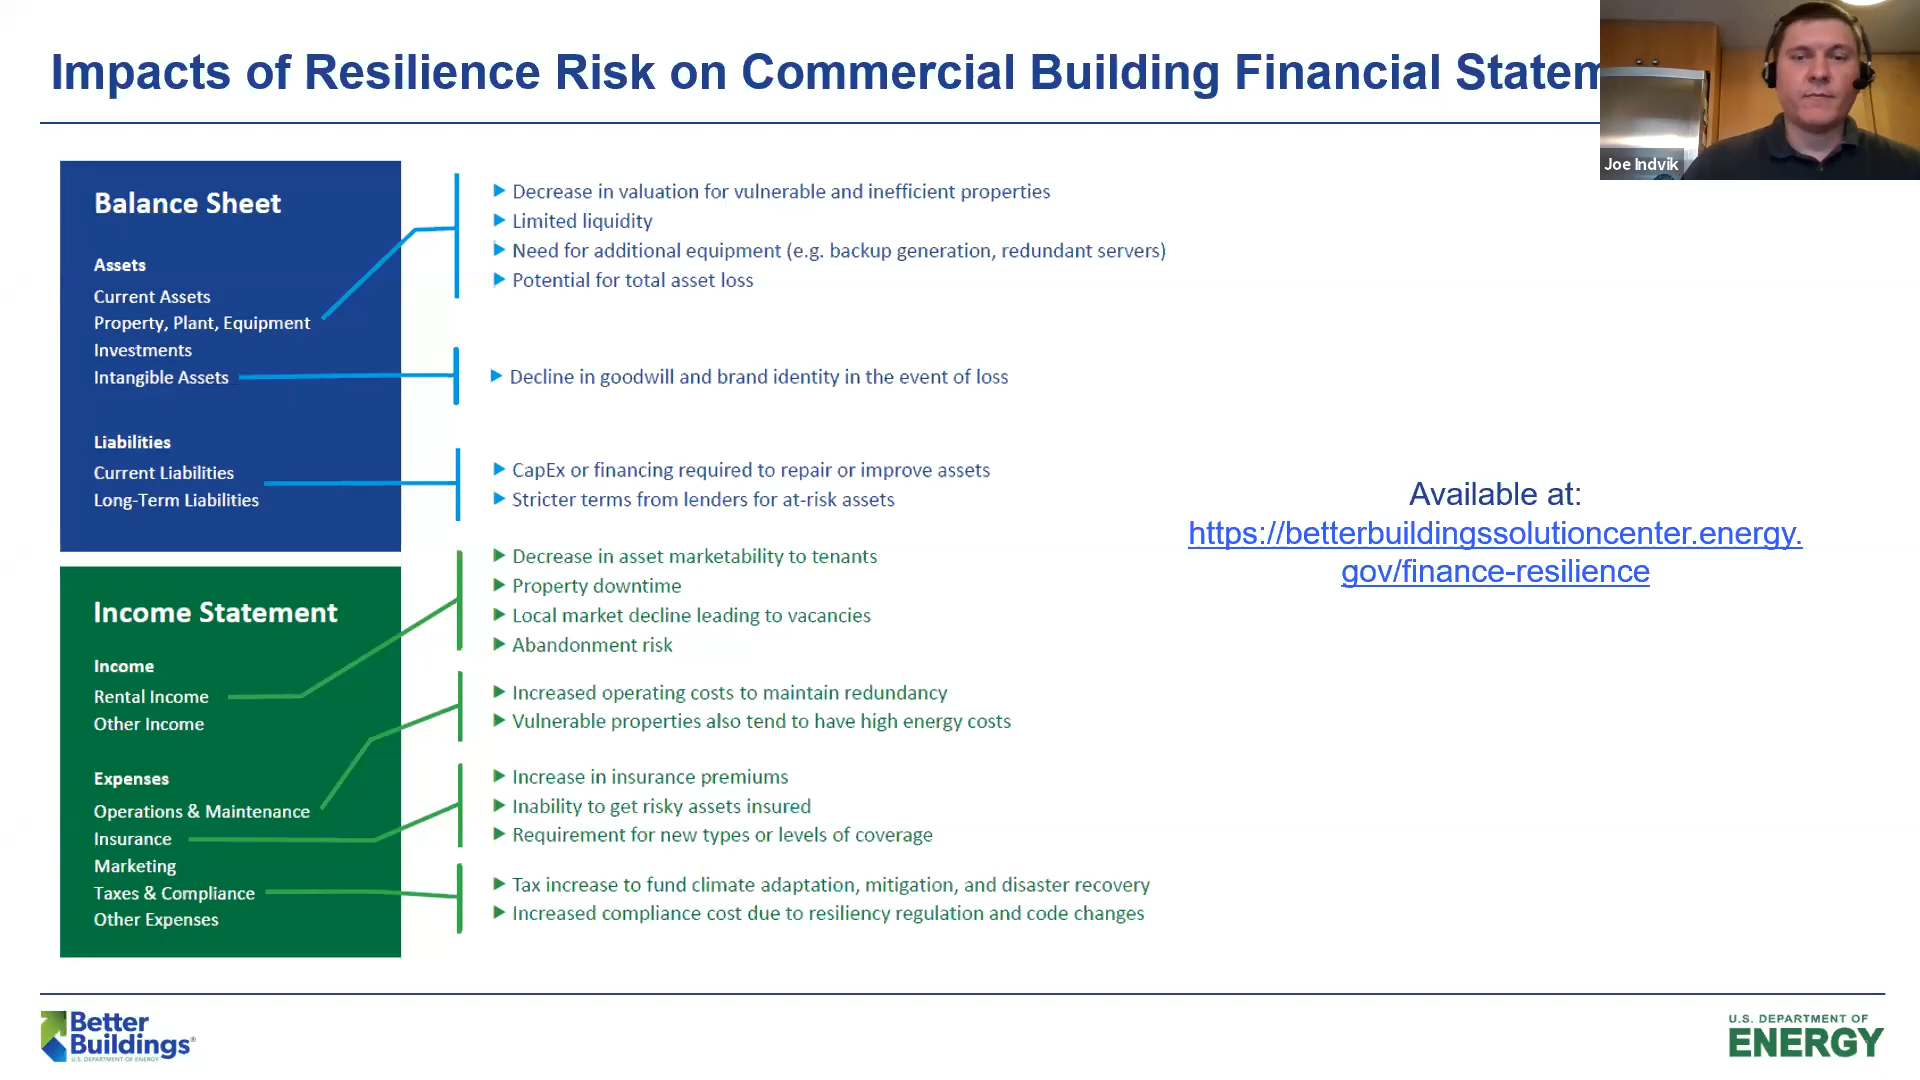 Impacts of Resilience Risk on Commercial Building Financial Statem
Joe Indvik
Balance Sheet
Assets
Current Assets
Property, Plant, Equipment
Investments
Intangible Assets
Liabilities
Current Liabilities
Long-Term Liabilities
Decrease in valuation for vulnerable and inefficient properties
Limited liquidity
Need for additional equipment (e.g. backup generation, redundant servers)
Potential for total asset loss
Decline in goodwill and brand identity in the event of loss
CapEx or financing required to repair or improve assets
Stricter terms from lenders for at-risk assets
Income Statement
Income
Rental Income
Other Income
Expenses
Operations & Maintenance
Insurance
Marketing
Taxes & Compliance
Other Expenses
Decrease in asset marketability to tenants
Property downtime
Local market decline leading to vacancies
Abandonment risk
Increased operating costs to maintain redundancy
Vulnerable properties also tend to have high energy costs
Increase in insurance premiums
Inability to get risky assets insured
Requirement for new types or levels of coverage
Tax increase to fund climate adaptation, mitigation, and disaster recovery
Increased compliance cost due to resiliency regulation and code changes
Available at:
https://betterbuildingssolutioncenter.energy.
gov/finance-resilience
Better
Buildings®
U.S. DEPARTMENT OF ENERGY
U.S. DEPARTMENT OF
ENERGY